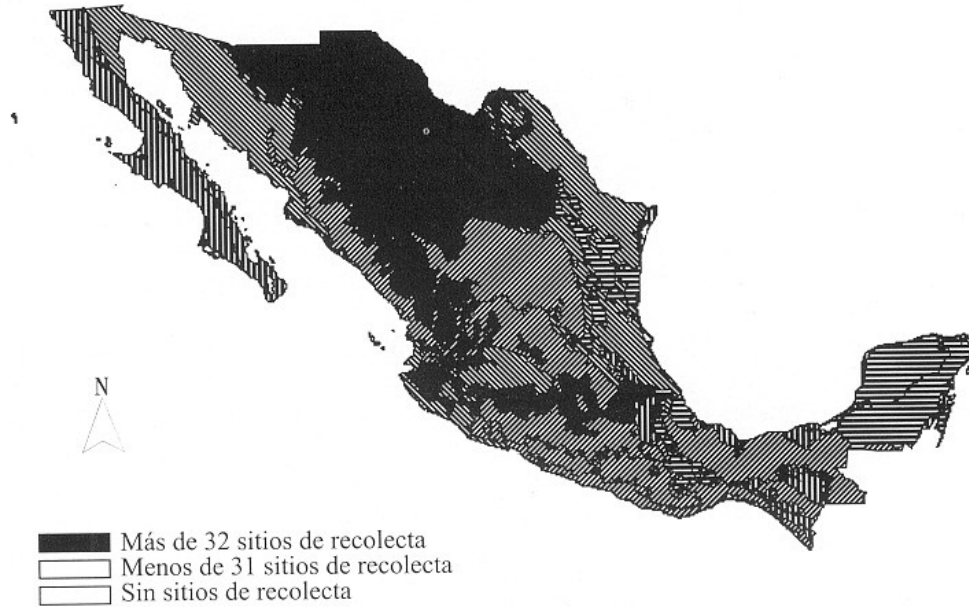 N
Más de 32 sitios de recolecta
Menos de 31 sitios de recolecta
Sin sitios de recolecta